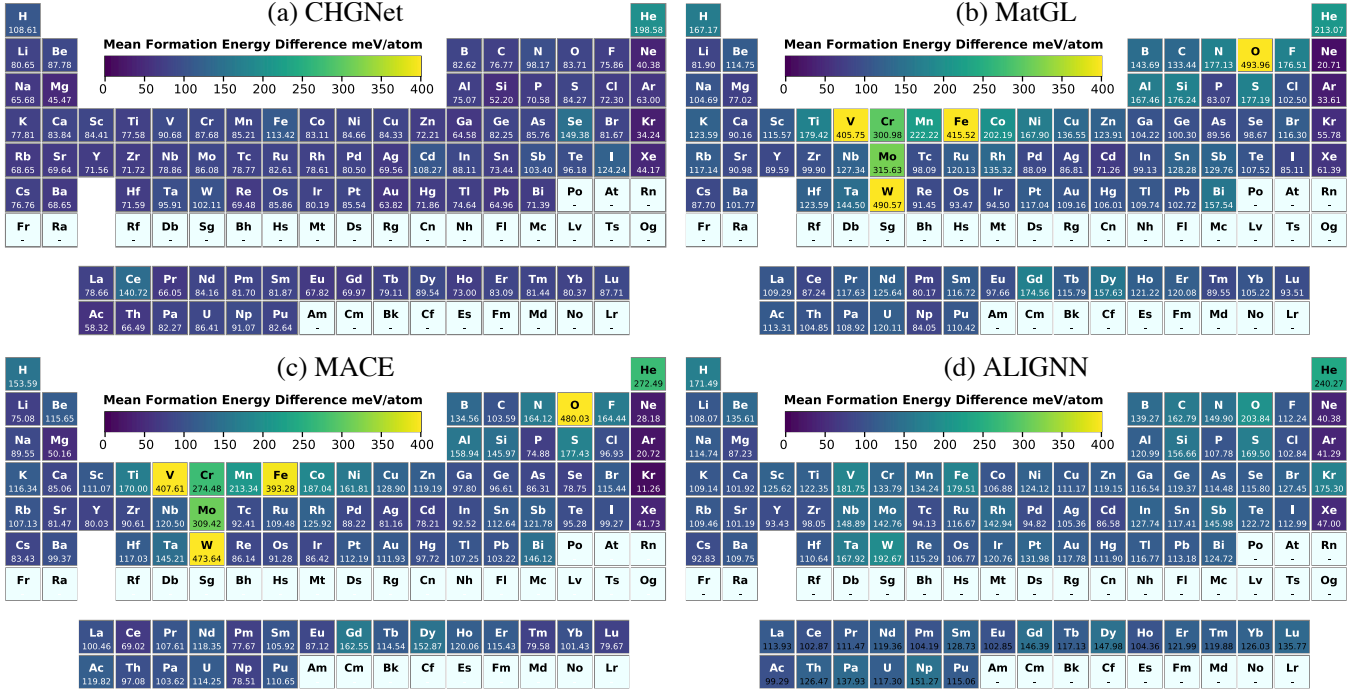 (a) CHGNet
Mean Formation Energy Difference meV/atom
0 50 100 150 200 250 300 350 400
H He
108.61 198.58
Li Be B C N O F Ne
80.65 87.78 82.62 76.77 98.17 83.71 75.86 40.38
Na Mg Al Si P S Cl Ar
65.68 45.47 75.07 52.20 70.58 84.27 72.30 63.00
K Ca Sc Ti V Cr Mn Fe Co Ni Cu Zn Ga Ge As Se Br Kr
77.81 83.84 84.41 77.58 90.68 87.68 85.21 113.42 83.11 84.66 84.33 72.21 64.58 82.25 85.76 149.38 81.67 34.24
Rb Sr Y Zr Nb Mo Tc Ru Rh Pd Ag Cd In Sn Sb Te I Xe
68.65 69.64 71.56 71.72 78.86 86.08 78.77 82.61 78.61 80.50 69.56 108.27 88.11 73.44 103.40 96.18 124.24 44.17
Cs Ba Hf Ta W Re Os Ir Pt Au Hg Tl Pb Bi Po At Rn
76.76 68.65 71.59 95.91 102.11 69.48 85.86 80.19 85.54 63.82 71.86 74.64 64.96 71.39 - - -
Fr Ra Rf Db Sg Bh Hs Mt Ds Rg Cn Nh Fl Mc Lv Ts Og
- - - - - - - - - - - - - - - - -
La Ce Pr Nd Pm Sm Eu Gd Tb Dy Ho Er Tm Yb Lu
78.66 140.72 66.05 84.16 81.70 81.87 67.82 69.97 79.11 89.54 73.00 83.09 81.44 80.37 87.71
Ac Th Pa U Np Pu Am Cm Bk Cf Es Fm Md No Lr
58.32 66.49 82.27 86.41 91.07 82.64 - - - - - - - - -
(b) MatGL
Mean Formation Energy Difference meV/atom
0 50 100 150 200 250 300 350 400
H He
167.17 213.07
Li Be B C N O F Ne
81.90 114.75 143.69 133.44 177.13 493.96 176.51 20.71
Na Mg Al Si P S Cl Ar
104.69 77.02 167.46 176.24 83.07 177.19 102.50 33.61
K Ca Sc Ti V Cr Mn Fe Co Ni Cu Zn Ga Ge As Se Br Kr
123.59 90.16 115.57 179.42 405.75 300.98 222.22 415.52 202.19 167.90 136.55 123.91 104.22 100.30 89.56 98.67 116.30 55.78
Rb Sr Y Zr Nb Mo Tc Ru Rh Pd Ag Cd In Sn Sb Te I Xe
117.14 90.98 89.59 99.90 127.34 315.63 98.09 120.13 135.32 88.09 86.81 71.26 99.13 128.28 129.76 107.52 85.11 61.39
Cs Ba Hf Ta W Re Os Ir Pt Au Hg Tl Pb Bi Po At Rn
87.70 101.77 123.59 144.50 490.57 91.45 93.47 94.50 117.04 109.16 106.01 109.74 102.72 157.54 - - -
Fr Ra Rf Db Sg Bh Hs Mt Ds Rg Cn Nh Fl Mc Lv Ts Og
- - - - - - - - - - - - - - - - -
La Ce Pr Nd Pm Sm Eu Gd Tb Dy Ho Er Tm Yb Lu
109.29 87.24 117.63 125.64 80.17 116.72 97.66 174.56 115.79 157.63 121.22 120.08 89.55 105.22 93.51
Ac Th Pa U Np Pu Am Cm Bk Cf Es Fm Md No Lr
113.31 104.85 108.92 120.11 84.05 110.42 - - - - - - - - -
(c) MACE
Mean Formation Energy Difference meV/atom
0 50 100 150 200 250 300 350 400
H He
153.59 272.49
Li Be B C N O F Ne
75.08 115.65 134.56 103.59 164.12 480.03 164.44 28.18
Na Mg Al Si P S Cl Ar
89.55 50.16 158.94 145.97 74.88 177.43 96.93 20.72
K Ca Sc Ti V Cr Mn Fe Co Ni Cu Zn Ga Ge As Se Br Kr
116.34 85.06 111.07 170.00 407.61 274.48 213.34 393.28 187.04 161.81 128.90 119.19 97.80 96.61 86.31 78.75 115.44 11.26
Rb Sr Y Zr Nb Mo Tc Ru Rh Pd Ag Cd In Sn Sb Te I Xe
107.13 81.47 80.03 90.61 120.50 309.42 92.41 109.48 125.92 88.22 81.16 78.21 92.52 112.64 121.78 95.28 99.27 41.73
Cs Ba Hf Ta W Re Os Ir Pt Au Hg Tl Pb Bi Po At Rn
83.43 99.37 117.03 145.21 473.64 86.14 91.28 86.42 112.19 111.93 97.72 107.25 103.22 146.12 - - -
Fr Ra Rf Db Sg Bh Hs Mt Ds Rg Cn Nh Fl Mc Lv Ts Og
- - - - - - - - - - - - - - - - -
La Ce Pr Nd Pm Sm Eu Gd Tb Dy Ho Er Tm Yb Lu
100.46 69.02 107.61 118.35 77.67 105.92 87.12 162.55 114.54 152.87 120.06 115.43 79.58 101.43 79.67
Ac Th Pa U Np Pu Am Cm Bk Cf Es Fm Md No Lr
119.82 97.08 103.62 114.25 78.51 110.65 - - - - - - - - -
(d) ALIGNN
Mean Formation Energy Difference meV/atom
0 50 100 150 200 250 300 350 400
H He
171.49 240.27
Li Be B C N O F Ne
108.07 135.61 139.27 162.79 149.90 203.84 112.24 40.38
Na Mg Al Si P S Cl Ar
114.74 87.23 120.99 156.66 107.78 169.50 102.84 41.29
K Ca Sc Ti V Cr Mn Fe Co Ni Cu Zn Ga Ge As Se Br Kr
109.14 101.92 125.62 122.35 181.75 133.79 134.24 179.51 106.88 124.12 111.17 119.15 116.54 119.37 114.48 115.80 127.45 175.30
Rb Sr Y Zr Nb Mo Tc Ru Rh Pd Ag Cd In Sn Sb Te I Xe
109.46 101.19 93.43 98.05 148.89 142.76 94.13 116.67 142.94 94.82 105.36 86.58 127.74 117.41 145.98 122.72 112.99 47.00
Cs Ba Hf Ta W Re Os Ir Pt Au Hg Tl Pb Bi Po At Rn
92.83 109.75 110.64 167.92 192.67 115.29 106.77 120.76 131.98 117.78 111.90 116.77 113.18 124.72 - - -
Fr Ra Rf Db Sg Bh Hs Mt Ds Rg Cn Nh Fl Mc Lv Ts Og
- - - - - - - - - - - - - - - - -
La Ce Pr Nd Pm Sm Eu Gd Tb Dy Ho Er Tm Yb Lu
113.93 102.87 111.47 119.36 104.19 128.73 102.85 146.39 117.13 147.98 104.36 121.99 119.88 126.03 135.77
Ac Th Pa U Np Pu Am Cm Bk Cf Es Fm Md No Lr
99.29 126.47 137.93 117.30 151.27 115.06 - - - - - - - - -